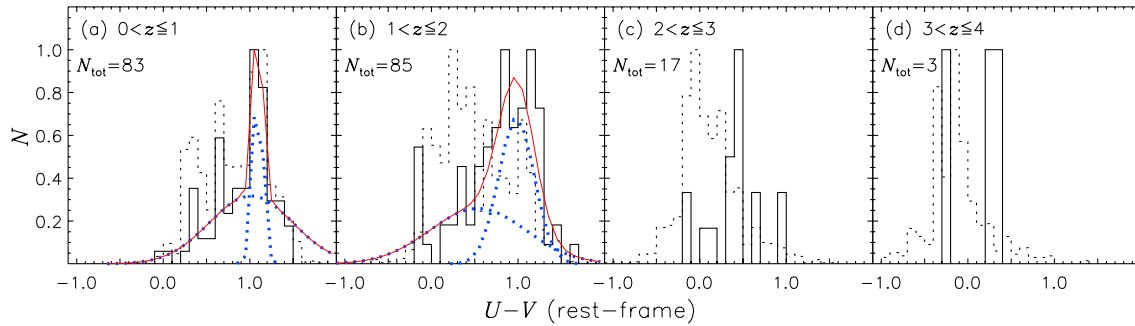 (a) 0<z≦1
(b) 1<z≦2
(c) 2<z≦3
(d) 3<z≦4
N_tot=83
N_tot=85
N_tot=17
N_tot=3
1.0
0.8
0.6
0.4
0.2
N
-1.0 0.0 1.0 -1.0 0.0 1.0 -1.0 0.0 1.0 -1.0 0.0 1.0
U-V (rest-frame)